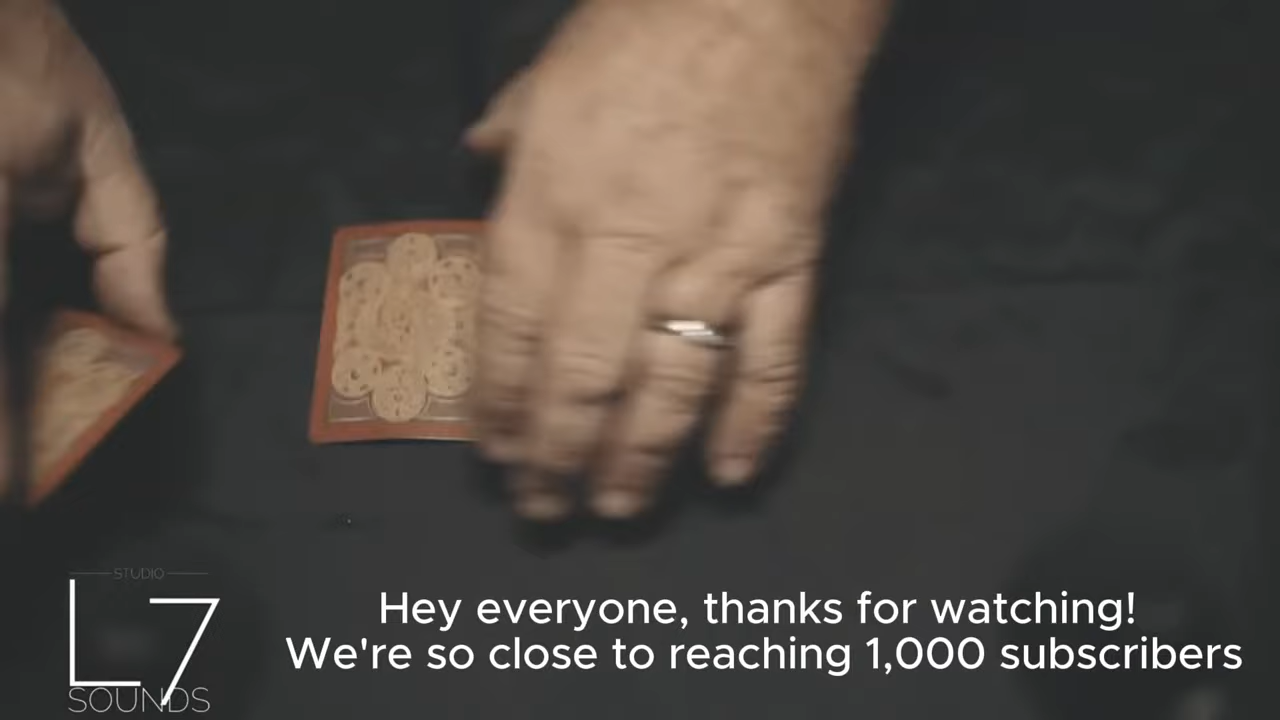 STUDIO
L7
SOUNDS
Hey everyone, thanks for watching!
We're so close to reaching 1,000 subscribers